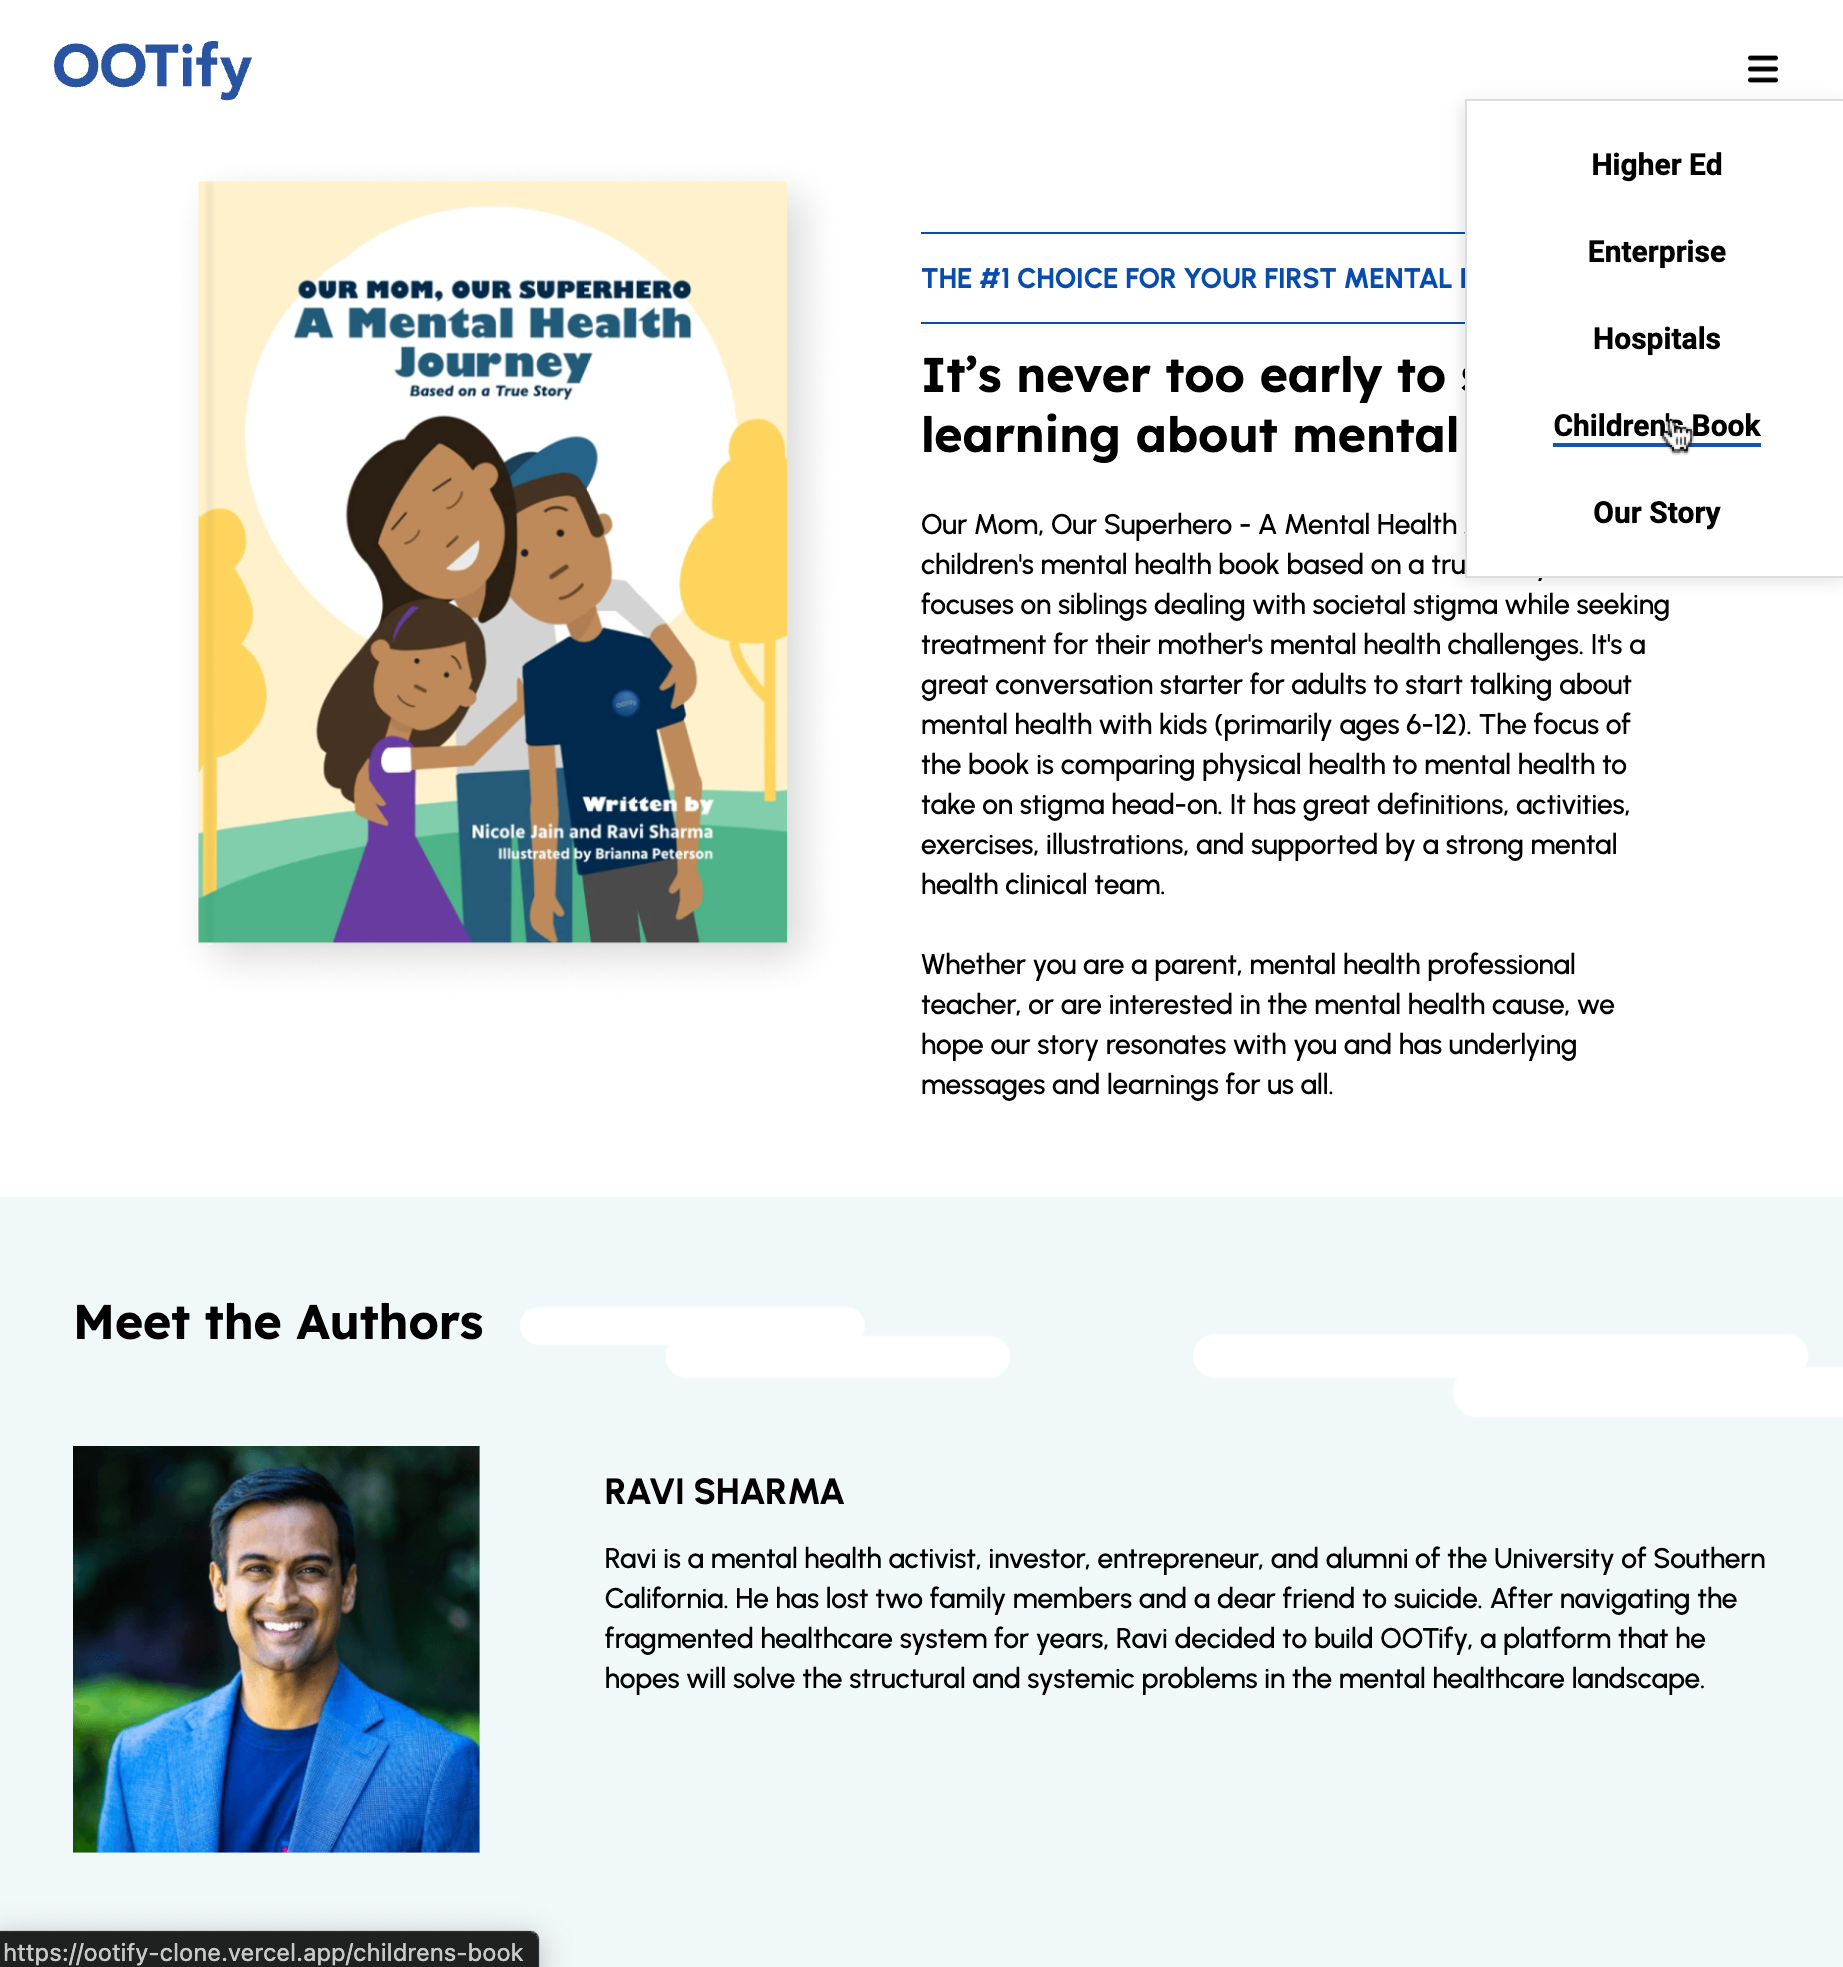 OOTify
Higher Ed
Enterprise
Hospitals
Children's Book
Our Story
OUR MOM, OUR SUPERHERO
A Mental Health
Journey
Based on a True Story
ootify
Written by
Nicole Jain and Ravi Sharma
Illustrated by Brianna Peterson
THE #1 CHOICE FOR YOUR FIRST MENTAL
It's never too early to
learning about mental
Our Mom, Our Superhero - A Mental Health
children's mental health book based on a
focuses on siblings dealing with societal stigma while seeking
treatment for their mother's mental health challenges. It's a
great conversation starter for adults to start talking about
mental health with kids (primarily ages 6-12). The focus of
the book is comparing physical health to mental health to
take on stigma head-on. It has great definitions, activities,
exercises, illustrations, and supported by a strong mental
health clinical team.
Whether you are a parent, mental health professional
teacher, or are interested in the mental health cause, we
hope our story resonates with you and has underlying
messages and learnings for us all.
Meet the Authors
RAVI SHARMA
Ravi is a mental health activist, investor, entrepreneur, and alumni of the University of Southern
California. He has lost two family members and a dear friend to suicide. After navigating the
fragmented healthcare system for years, Ravi decided to build OOTify, a platform that he
hopes will solve the structural and systemic problems in the mental healthcare landscape.
https://ootify-clone.vercel.app/childrens-book